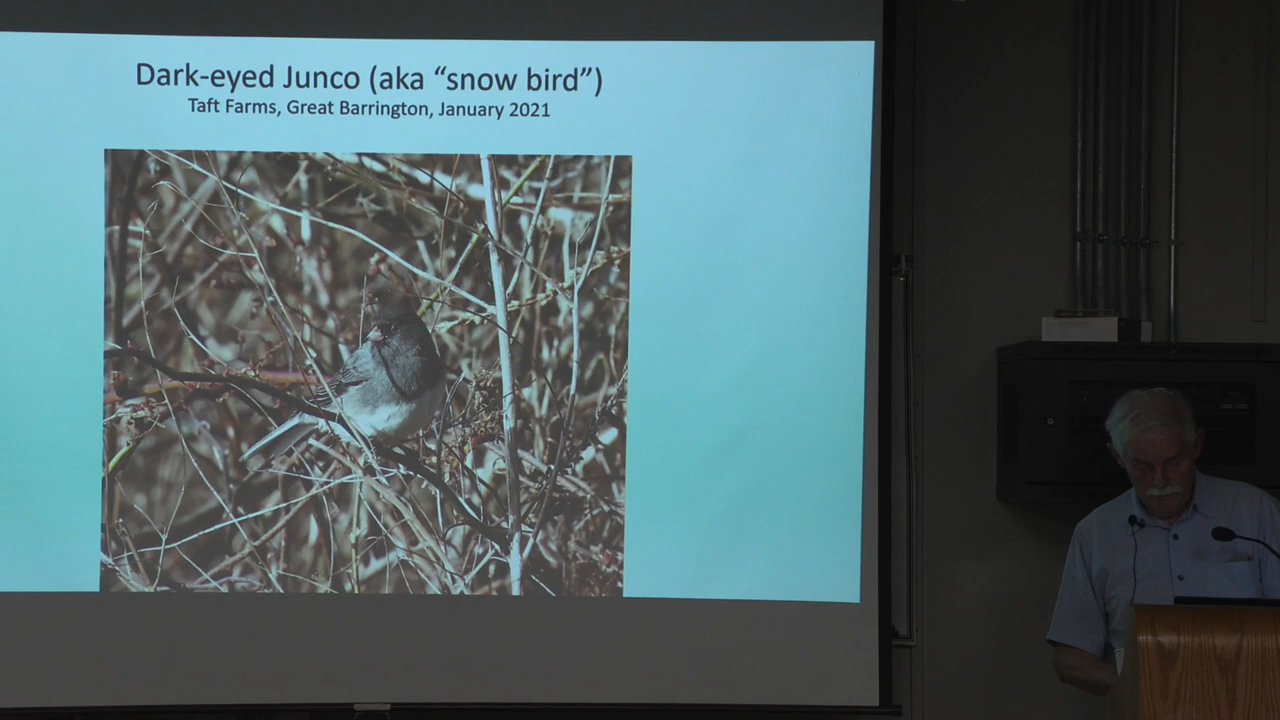 Dark-eyed Junco (aka “snow bird”)
Taft Farms, Great Barrington, January 2021